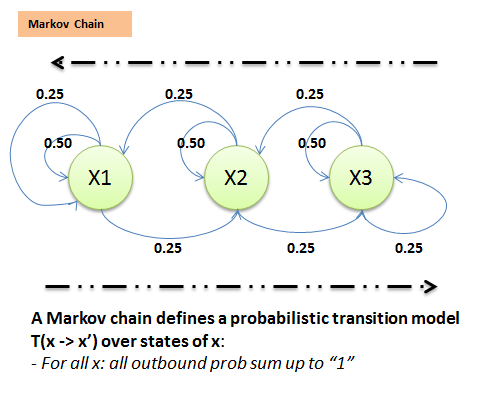 Markov Chain
0.25 0.25 0.25
0.50 0.50 0.50
X1 X2 X3
0.25 0.25 0.25
A Markov chain defines a probabilistic transition model
T(x -> x’) over states of x:
- For all x: all outbound prob sum up to “1”